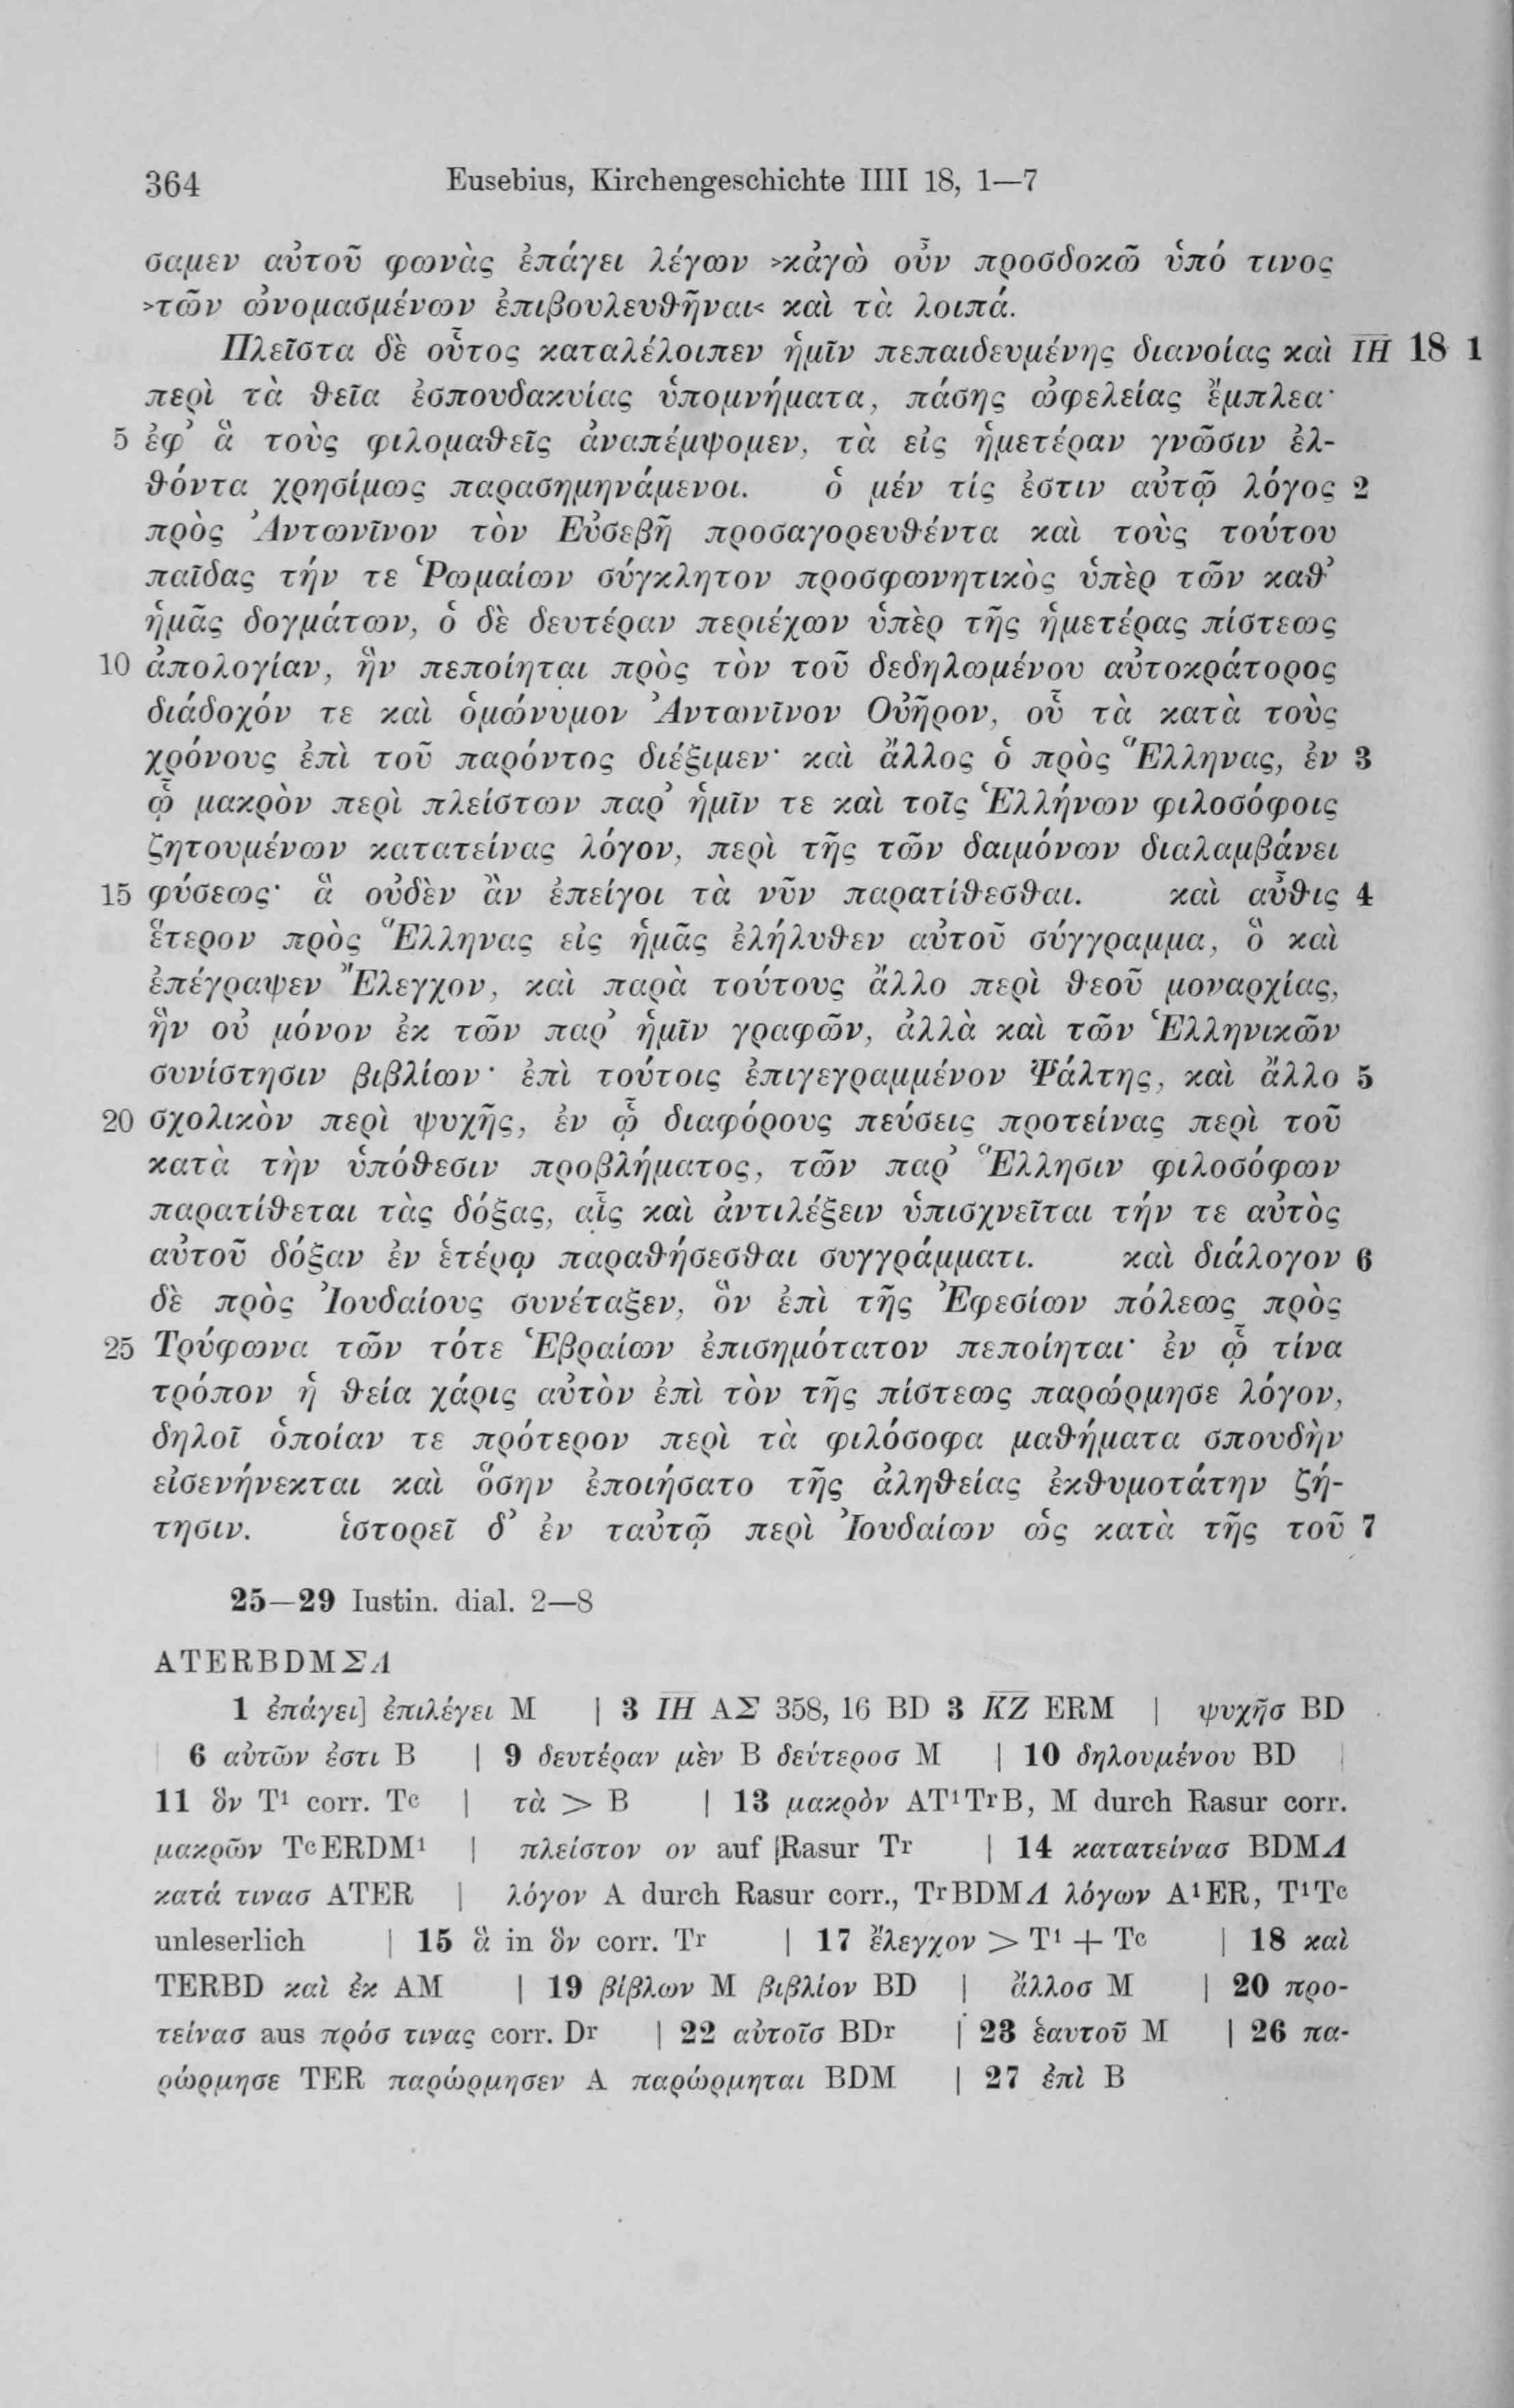 364 Eusebius, Kirchengeschichte IIII 18, 1—7
σαμεν αὐτοῦ φωνὰς ἐπάγει λέγων >κἀγὼ οὖν προσδοκῶ ὑπό τινος
>τῶν ὠνομασμένων ἐπιβουλευθῆναι< καὶ τὰ λοιπά.
Πλεῖστα δὲ οὗτος καταλέλοιπεν ἡμῖν πεπαιδευμένης διανοίας καὶ ΙΗ 18 1
περὶ τὰ θεῖα ἐσπουδακυίας ὑπομνήματα, πάσης ὠφελείας ἔμπλεα·
5 ἐφ᾽ ἃ τοὺς φιλομαθεῖς ἀναπέμψομεν, τὰ εἰς ἡμετέραν γνῶσιν ἐλ-
θόντα χρησίμως παρασημηνάμενοι. ὁ μέν τίς ἐστιν αὐτῷ λόγος 2
πρὸς Ἀντωνῖνον τὸν Εὐσεβῆ προσαγορευθέντα καὶ τοὺς τούτου
παῖδας τήν τε Ῥωμαίων σύγκλητον προσφωνητικὸς ὑπὲρ τῶν καθ᾽
ἡμᾶς δογμάτων, ὁ δὲ δευτέραν περιέχων ὑπὲρ τῆς ἡμετέρας πίστεως
10 ἀπολογίαν, ἣν πεποίηται πρὸς τὸν τοῦ δεδηλωμένου αὐτοκράτορος
διάδοχόν τε καὶ ὁμώνυμον Ἀντωνῖνον Οὐῆρον, οὗ τὰ κατὰ τοὺς
χρόνους ἐπὶ τοῦ παρόντος διέξιμεν· καὶ ἄλλος ὁ πρὸς Ἕλληνας, ἐν 3
ᾧ μακρὸν περὶ πλείστων παρ᾽ ἡμῖν τε καὶ τοῖς Ἑλλήνων φιλοσόφοις
ζητουμένων κατατείνας λόγον, περὶ τῆς τῶν δαιμόνων διαλαμβάνει
15 φύσεως· ἃ οὐδὲν ἂν ἐπείγοι τὰ νῦν παρατίθεσθαι. καὶ αὖθις 4
ἕτερον πρὸς Ἕλληνας εἰς ἡμᾶς ἐλήλυθεν αὐτοῦ σύγγραμμα, ὃ καὶ
ἐπέγραψεν Ἔλεγχον, καὶ παρὰ τούτους ἄλλο περὶ θεοῦ μοναρχίας,
ἣν οὐ μόνον ἐκ τῶν παρ᾽ ἡμῖν γραφῶν, ἀλλὰ καὶ τῶν Ἑλληνικῶν
συνίστησιν βιβλίων· ἐπὶ τούτοις ἐπιγεγραμμένον Ψάλτης, καὶ ἄλλο 5
20 σχολικὸν περὶ ψυχῆς, ἐν ᾧ διαφόρους πεύσεις προτείνας περὶ τοῦ
κατὰ τὴν ὑπόθεσιν προβλήματος, τῶν παρ᾽ Ἕλλησιν φιλοσόφων
παρατίθεται τὰς δόξας, αἷς καὶ ἀντιλέξειν ὑπισχνεῖται τήν τε αὐτὸς
αὐτοῦ δόξαν ἐν ἑτέρῳ παραθήσεσθαι συγγράμματι. καὶ διάλογον 6
δὲ πρὸς Ἰουδαίους συνέταξεν, ὃν ἐπὶ τῆς Ἐφεσίων πόλεως πρὸς
25 Τρύφωνα τῶν τότε Ἑβραίων ἐπισημότατον πεποίηται· ἐν ᾧ τίνα
τρόπον ἡ θεία χάρις αὐτὸν ἐπὶ τὸν τῆς πίστεως παρώρμησε λόγον,
δηλοῖ ὁποίαν τε πρότερον περὶ τὰ φιλόσοφα μαθήματα σπουδὴν
εἰσενήνεκται καὶ ὅσην ἐποιήσατο τῆς ἀληθείας ἐκθυμοτάτην ζή-
τησιν. ἱστορεῖ δ᾽ ἐν ταὐτῷ περὶ Ἰουδαίων ὡς κατὰ τῆς τοῦ 7
25—29 Iustin. dial. 2—8
ATERBDMΣΛ
1 ἐπάγει] ἐπιλέγει M | 3 ΙΗ ΑΣ 358, 16 BD 3 ΚΖ ERM | ψυχῆσ BD
6 αὐτῶν ἐστι B | 9 δευτέραν μὲν B δεύτεροσ M | 10 δηλουμένου BD
11 ὃν T¹ corr. Tᶜ | τὰ > B | 13 μακρὸν AT¹TʳB, M durch Rasur corr.
μακρῶν TᶜERDM¹ | πλείστον ον auf Rasur Tʳ | 14 κατατείνασ BDMΛ
κατά τινασ ATER | λόγον A durch Rasur corr., TʳBDMΛ λόγων A¹ER, T¹Tᶜ
unleserlich | 15 ἃ in ὃν corr. Tʳ | 17 ἔλεγχον > T¹ + Tᶜ | 18 καὶ
TERBD καὶ ἐκ AM | 19 βίβλων M βιβλίον BD | ἄλλοσ M | 20 προ-
τείνασ aus πρόσ τινας corr. Dʳ | 22 αὐτοῖσ BDʳ | 23 ἑαυτοῦ M | 26 πα-
ρώρμησε TER παρώρμησεν A παρώρμηται BDM | 27 ἐπὶ B